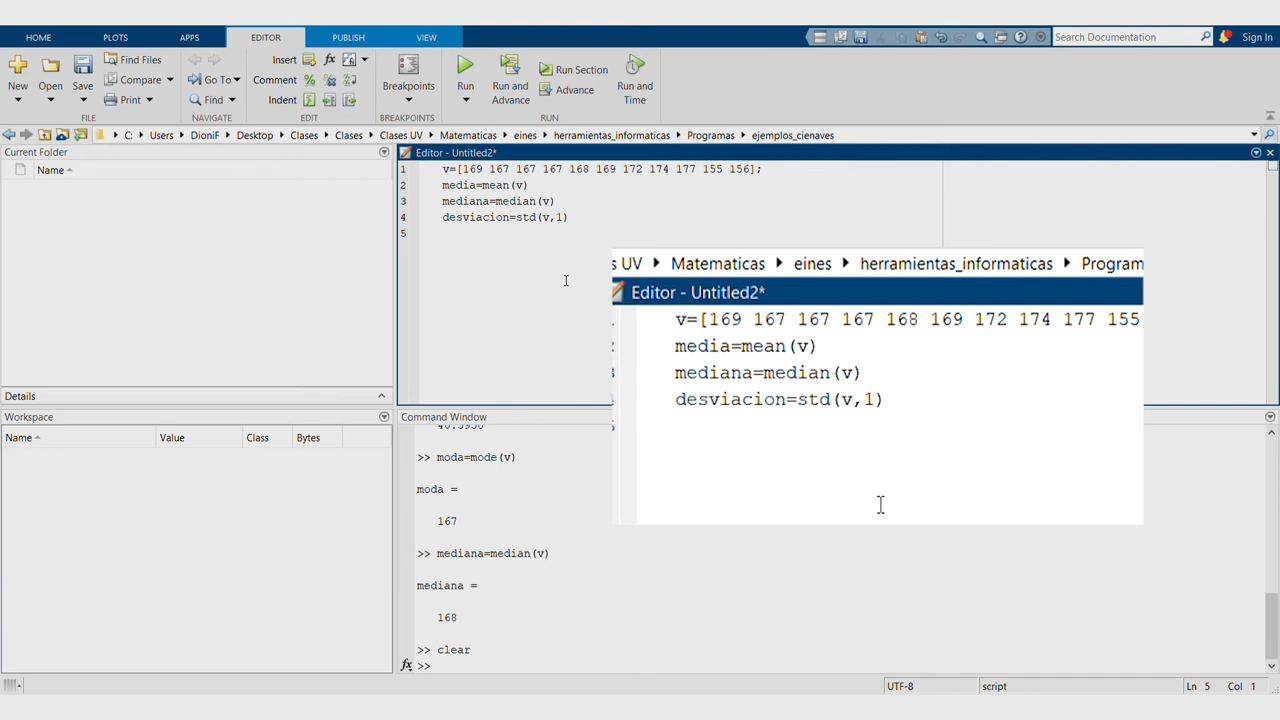 HOME PLOTS APPS EDITOR PUBLISH VIEW Search Documentation Sign In
New Open Save Find Files Compare Print
FILE
Go To Find
NAVIGATE
Insert fx
Comment %
Indent
EDIT
Breakpoints
BREAKPOINTS
Run Run and Advance Run Section Advance Run and Time
RUN
C: Users DioniF Desktop Clases Clases Clases UV Matematicas eines herramientas_informaticas Programas ejemplos_cienaves
Current Folder
Name
Details
Workspace
Name Value Class Bytes
Editor - Untitled2*
1 v=[169 167 167 167 168 169 172 174 177 155 156];
2 media=mean(v)
3 mediana=median(v)
4 desviacion=std(v,1)
5
s UV Matematicas eines herramientas_informaticas Program
Editor - Untitled2*
v=[169 167 167 167 168 169 172 174 177 155
media=mean(v)
mediana=median(v)
desviacion=std(v,1)
Command Window
>> moda=mode(v)
moda =
167
>> mediana=median(v)
mediana =
168
>> clear
fx >>
UTF-8 script Ln 5 Col 1